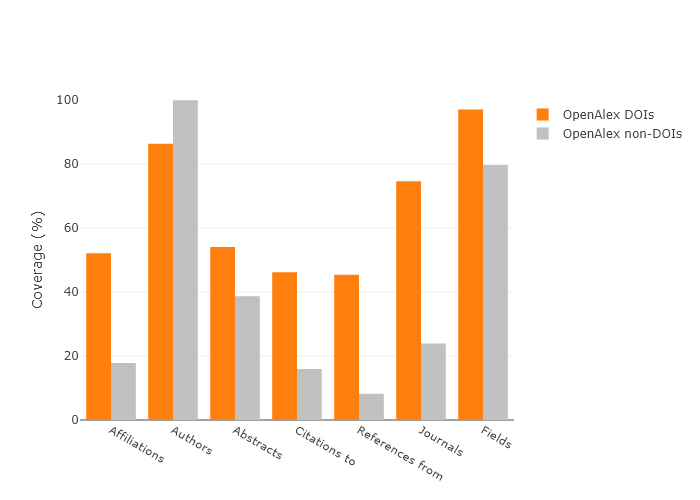 100
80
60
40
20
0
Coverage (%)
Affiliations
Authors
Abstracts
Citations to
References from
Journals
Fields
OpenAlex DOIs
OpenAlex non-DOIs